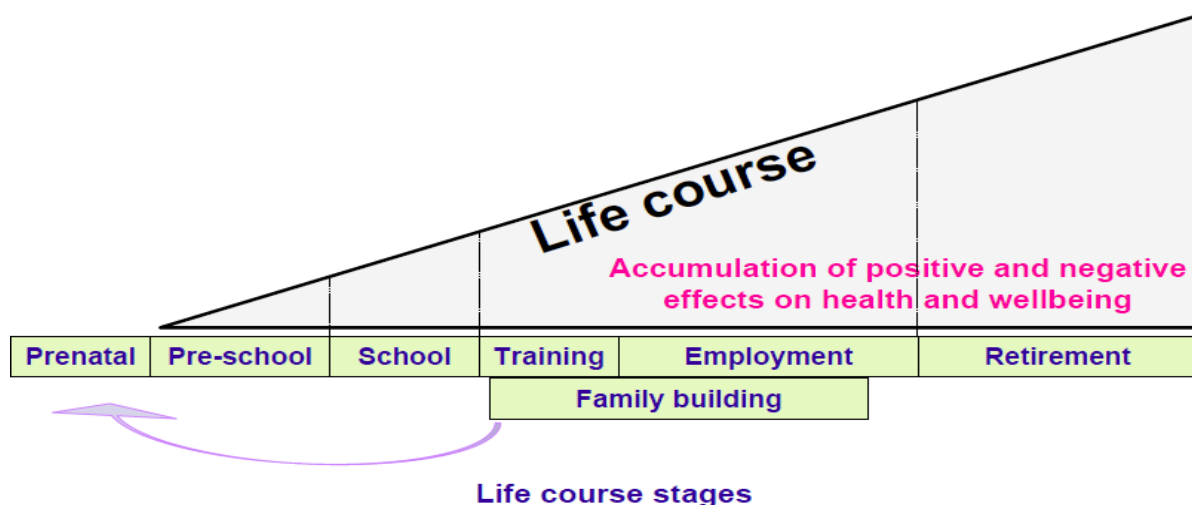 Life course
Accumulation of positive and negative
effects on health and wellbeing
Prenatal
Pre-school
School
Training
Employment
Retirement
Family building
Life course stages